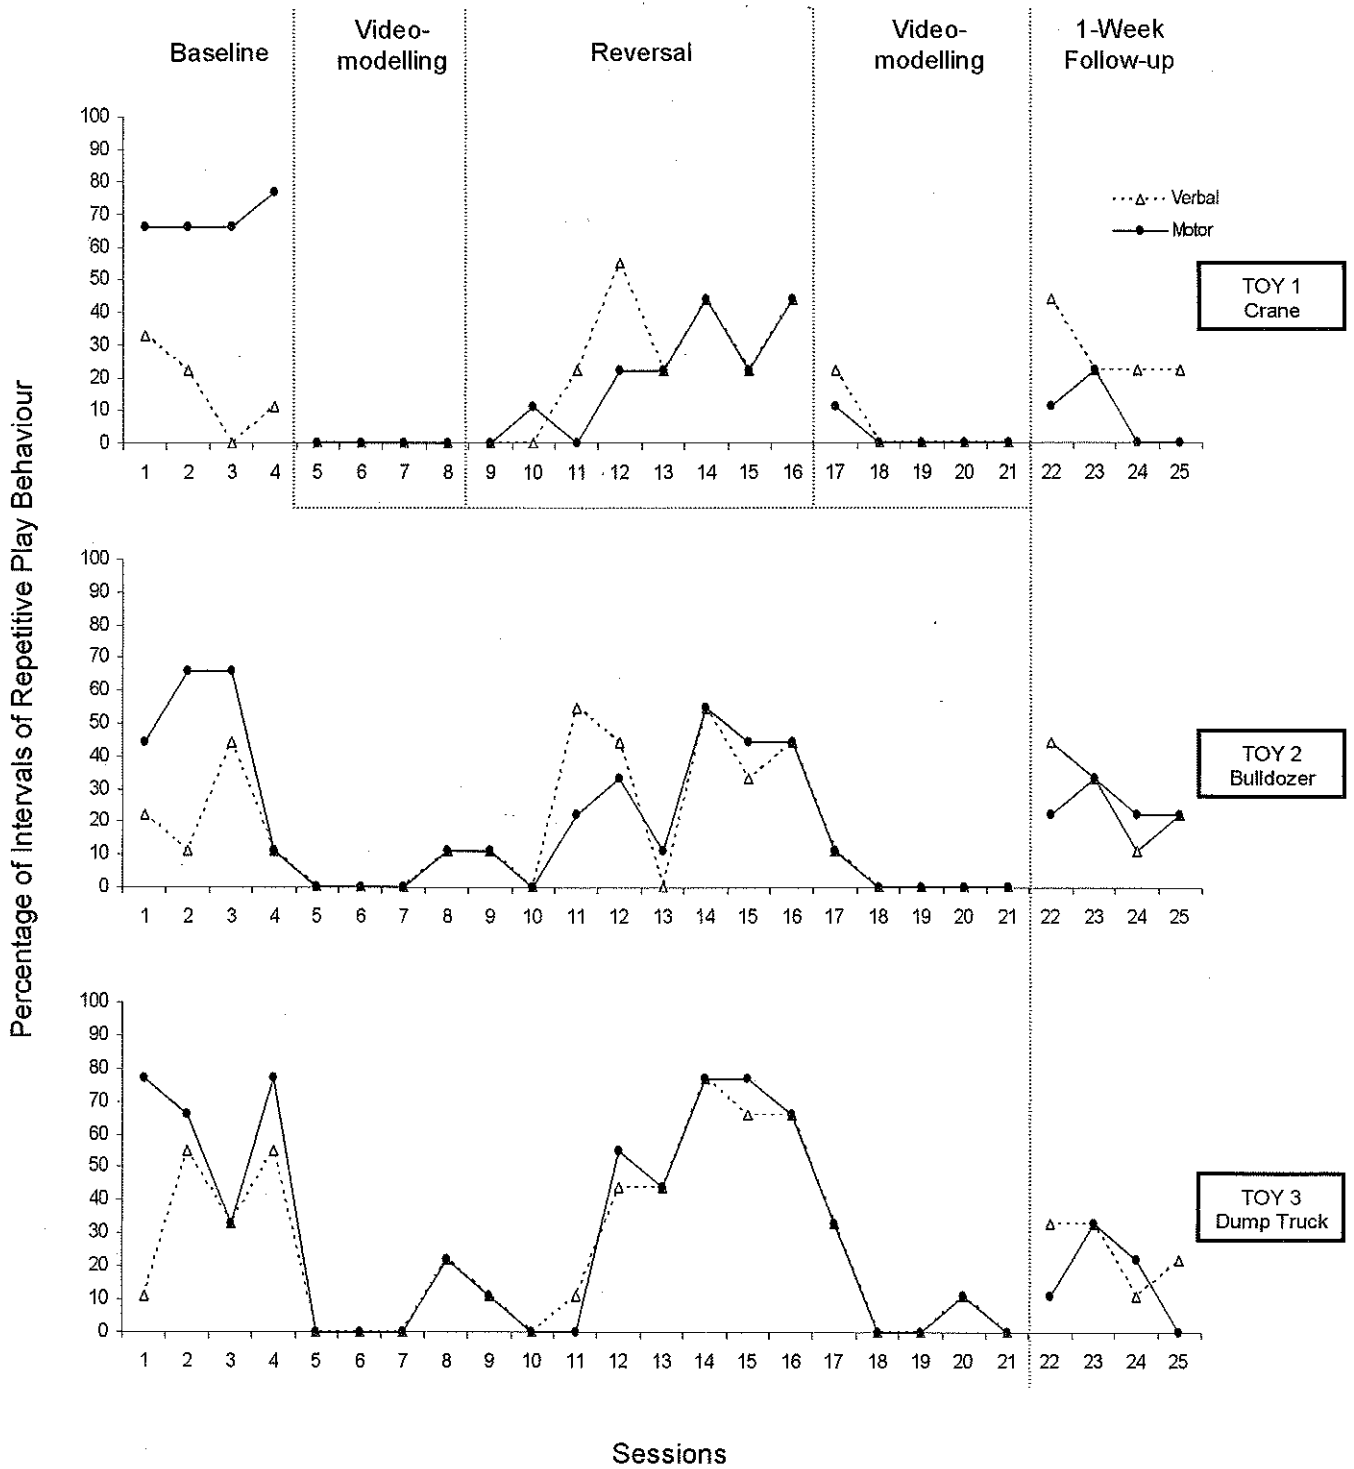 Baseline
Video-
modelling
Reversal
Video-
modelling
1-Week
Follow-up
Percentage of Intervals of Repetitive Play Behaviour
100
90
80
70
60
50
40
30
20
10
0
1 2 3 4 5 6 7 8 9 10 11 12 13 14 15 16 17 18 19 20 21 22 23 24 25
Verbal
Motor
TOY 1
Crane
100
90
80
70
60
50
40
30
20
10
0
1 2 3 4 5 6 7 8 9 10 11 12 13 14 15 16 17 18 19 20 21 22 23 24 25
TOY 2
Bulldozer
100
90
80
70
60
50
40
30
20
10
0
1 2 3 4 5 6 7 8 9 10 11 12 13 14 15 16 17 18 19 20 21 22 23 24 25
TOY 3
Dump Truck
Sessions